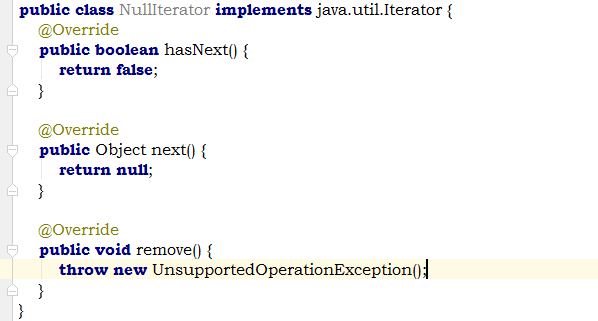 public class NullIterator implements java.util.Iterator {
    @Override
    public boolean hasNext() {
        return false;
    }

    @Override
    public Object next() {
        return null;
    }

    @Override
    public void remove() {
        throw new UnsupportedOperationException();
    }
}